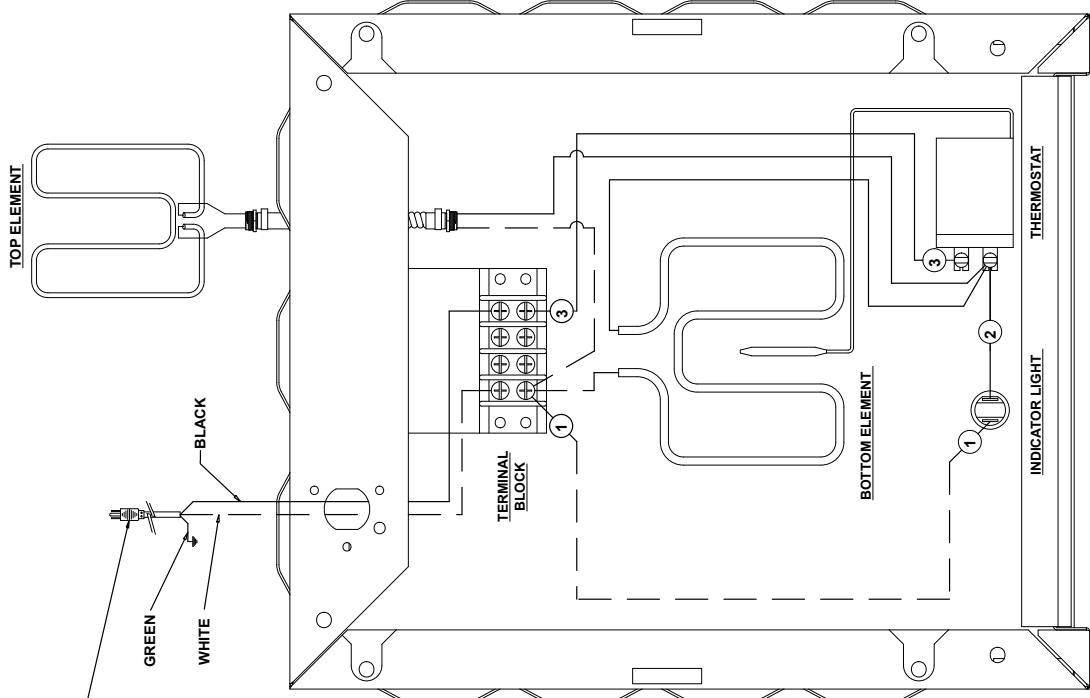 TOP ELEMENT
BLACK
GREEN
WHITE
TERMINAL
BLOCK
3
1
BOTTOM ELEMENT
3
2
1
THERMOSTAT
INDICATOR LIGHT